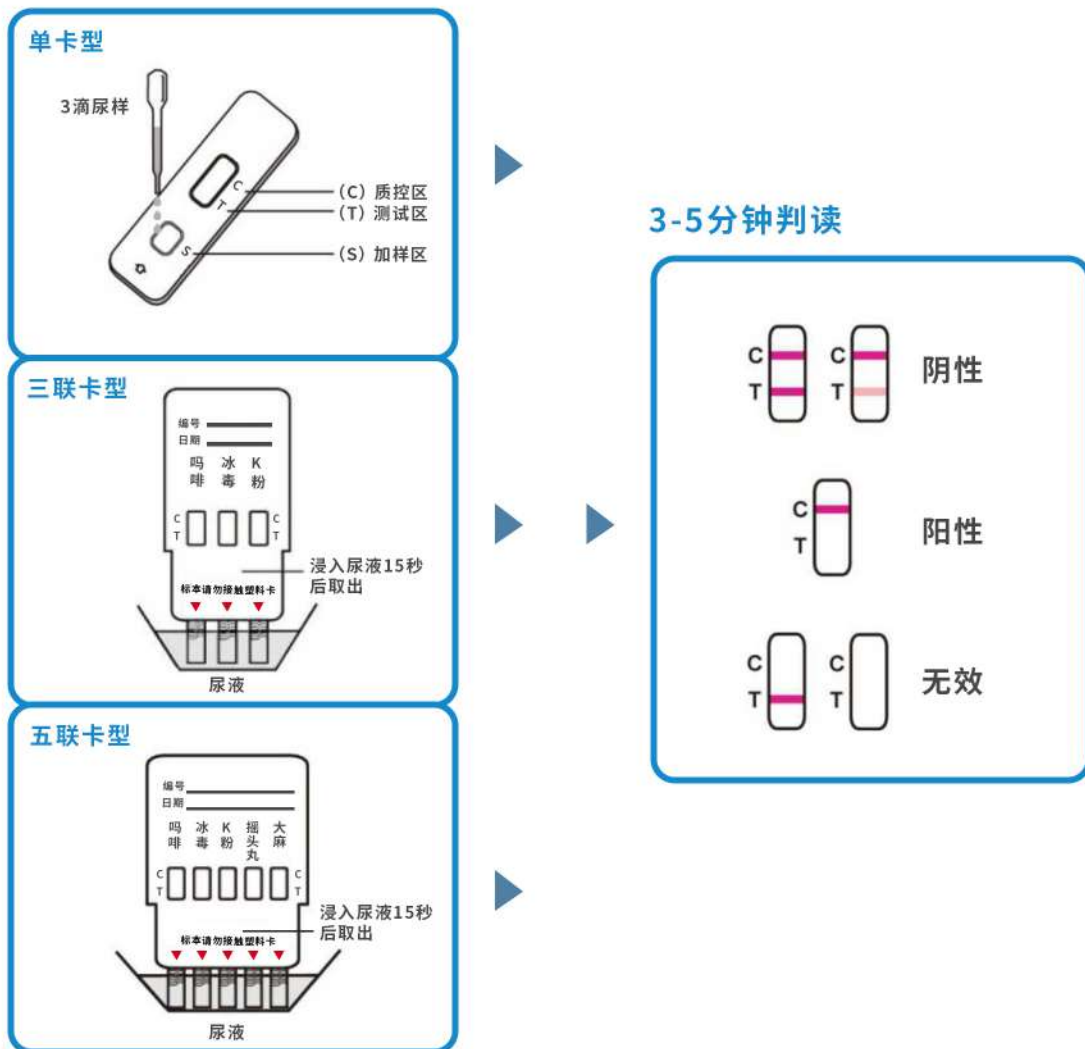 单卡型
3滴尿样
C
T
S
（C）质控区
（T）测试区
（S）加样区
三联卡型
编号
日期
吗啡 冰毒 K粉
C C
T T
浸入尿液15秒
后取出
标本请勿接触塑料卡
尿液
五联卡型
编号
日期
吗啡 冰毒 K粉 摇头丸 大麻
C C
T T
浸入尿液15秒
后取出
标本请勿接触塑料卡
尿液
3-5分钟判读
C C
T T
阴性
C
T
阳性
C C
T T
无效